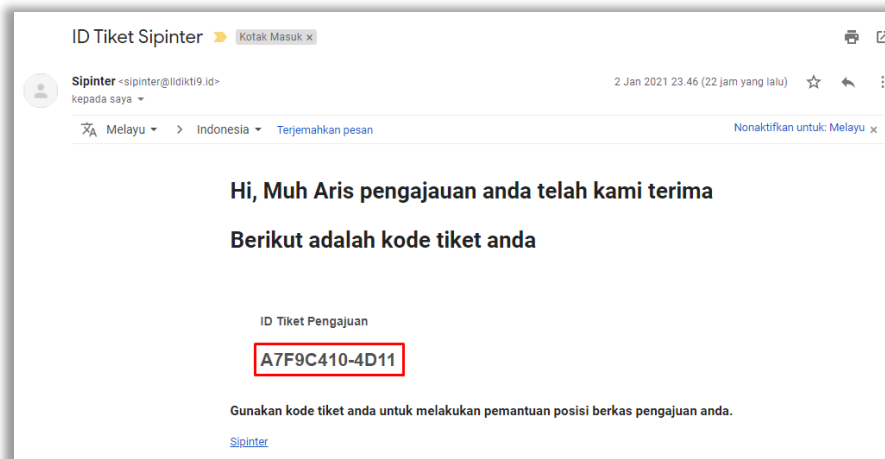 ID Tiket Sipinter Kotak Masuk x
Sipinter <sipinter@lldikti9.id> 2 Jan 2021 23.46 (22 jam yang lalu)
kepada saya
Melayu > Indonesia Terjemahkan pesan Nonaktifkan untuk: Melayu x
Hi, Muh Aris pengajauan anda telah kami terima
Berikut adalah kode tiket anda
ID Tiket Pengajuan
A7F9C410-4D11
Gunakan kode tiket anda untuk melakukan pemantuan posisi berkas pengajuan anda.
Sipinter